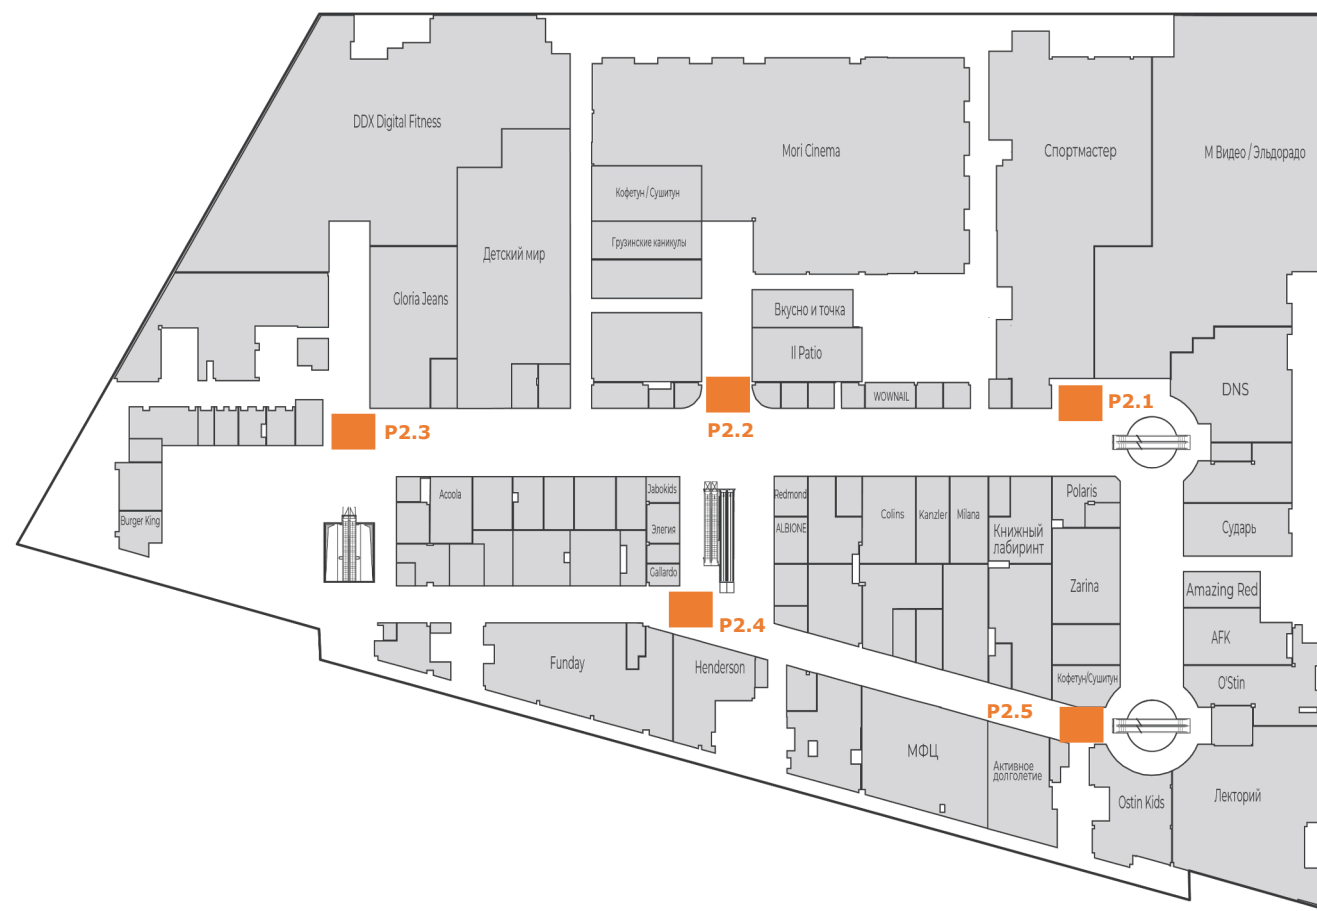 DDX Digital Fitness
Mori Cinema
Спортмастер
М Видео / Эльдорадо
Кофетун / Сушитун
Грузинские каникулы
Детский мир
Gloria Jeans
Вкусно и точка
Il Patio
WOWNAIL
DNS
P2.1
P2.2
P2.3
Burger King
Acoola
Jabokids
Элегия
Gallardo
Redmond
ALBIONE
Colins
Kanzler
Milana
Книжный
лабиринт
Polaris
Zarina
Сударь
Amazing Red
AFK
O'Stin
Кофетун/Сушитун
P2.4
P2.5
Funday
Henderson
МФЦ
Активное
долголетие
Ostin Kids
Лекторий